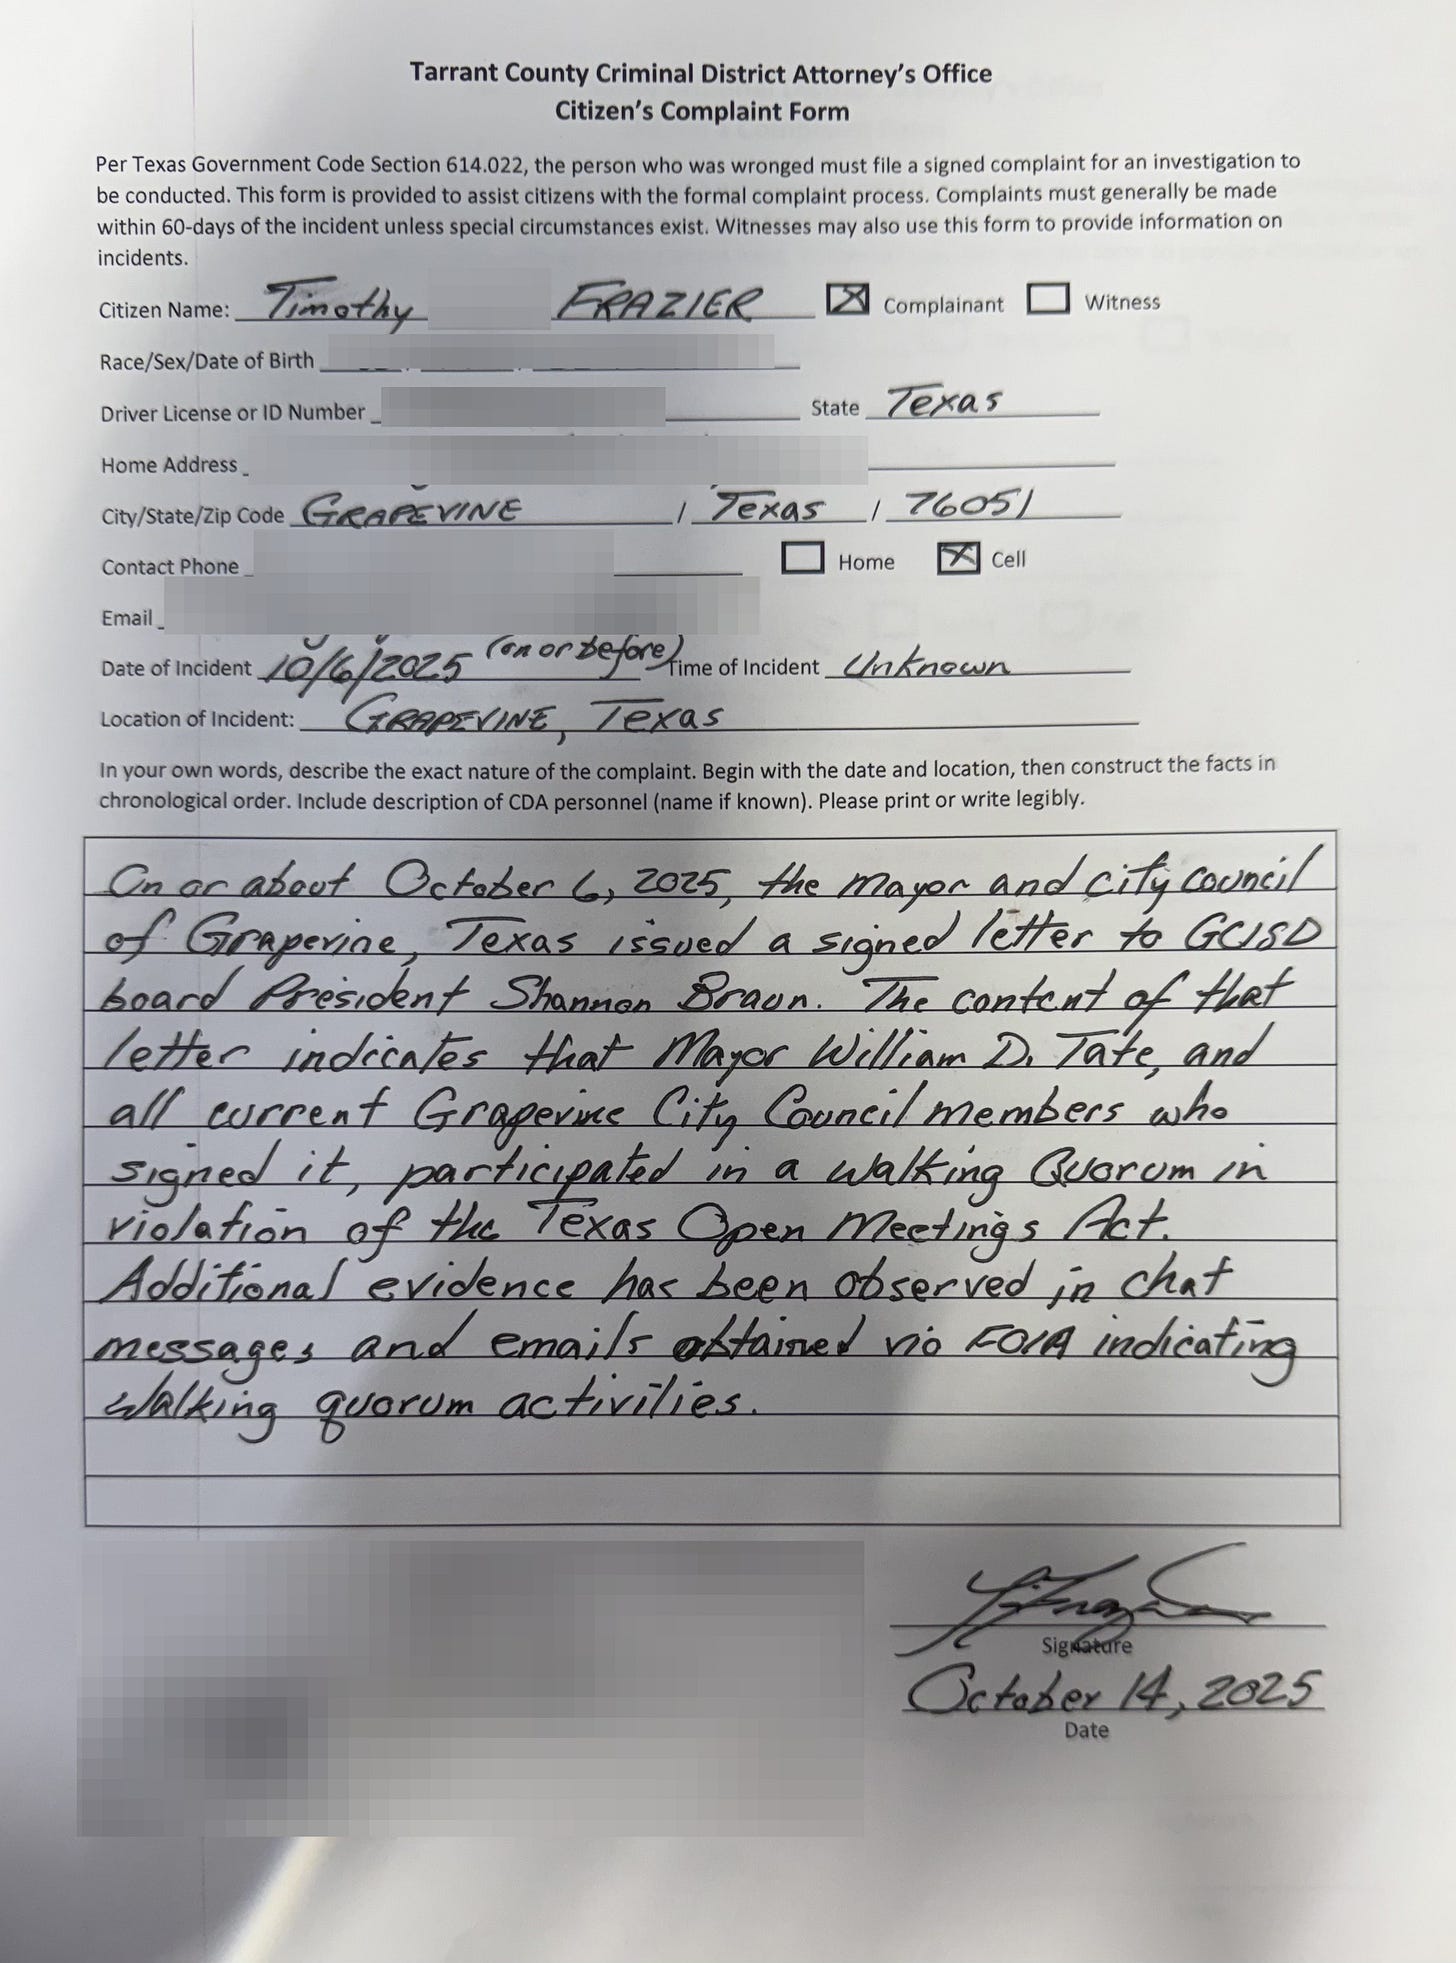 Tarrant County Criminal District Attorney's Office
Citizen's Complaint Form
Per Texas Government Code Section 614.022, the person who was wronged must file a signed complaint for an investigation to
be conducted. This form is provided to assist citizens with the formal complaint process. Complaints must generally be made
within 60-days of the incident unless special circumstances exist. Witnesses may also use this form to provide information on
incidents.
Citizen Name: Timothy FRAZIER ☒ Complainant ☐ Witness
Race/Sex/Date of Birth
Driver License or ID Number State Texas
Home Address
City/State/Zip Code GRAPEVINE / Texas / 76051
Contact Phone ☐ Home ☒ Cell
Email
Date of Incident 10/6/2025 (on or before) Time of Incident Unknown
Location of Incident: GRAPEVINE, Texas
In your own words, describe the exact nature of the complaint. Begin with the date and location, then construct the facts in
chronological order. Include description of CDA personnel (name if known). Please print or write legibly.
On or about October 6, 2025, the mayor and city council
of Grapevine, Texas issued a signed letter to GCISD
board President Shannon Braun. The content of that
letter indicates that Mayor William D. Tate, and
all current Grapevine City Council members who
signed it, participated in a walking Quorum in
violation of the Texas Open Meetings Act.
Additional evidence has been observed in chat
messages and emails obtained via FOIA indicating
walking quorum activities.
Signature
October 14, 2025
Date